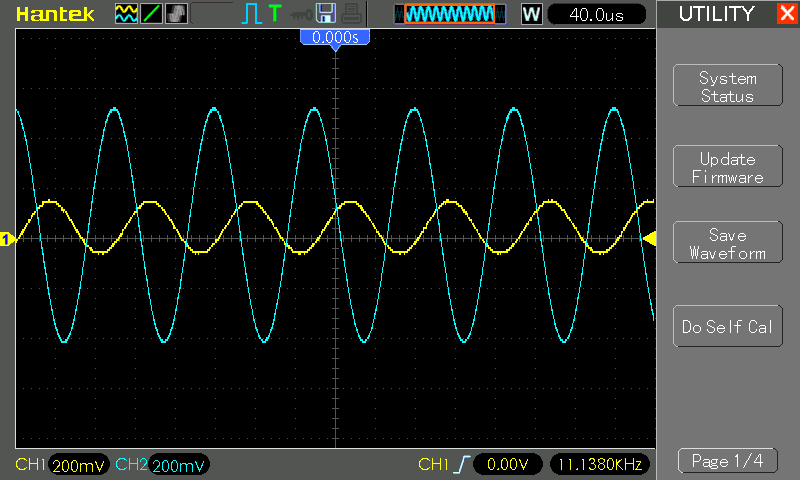 Hantek
T
W
40.0us
UTILITY
0.000s
System
Status
Update
Firmware
1
Save
Waveform
Do Self Cal
CH1 200mV CH2 200mV
CH1 0.00V 11.1380KHz
Page 1/4